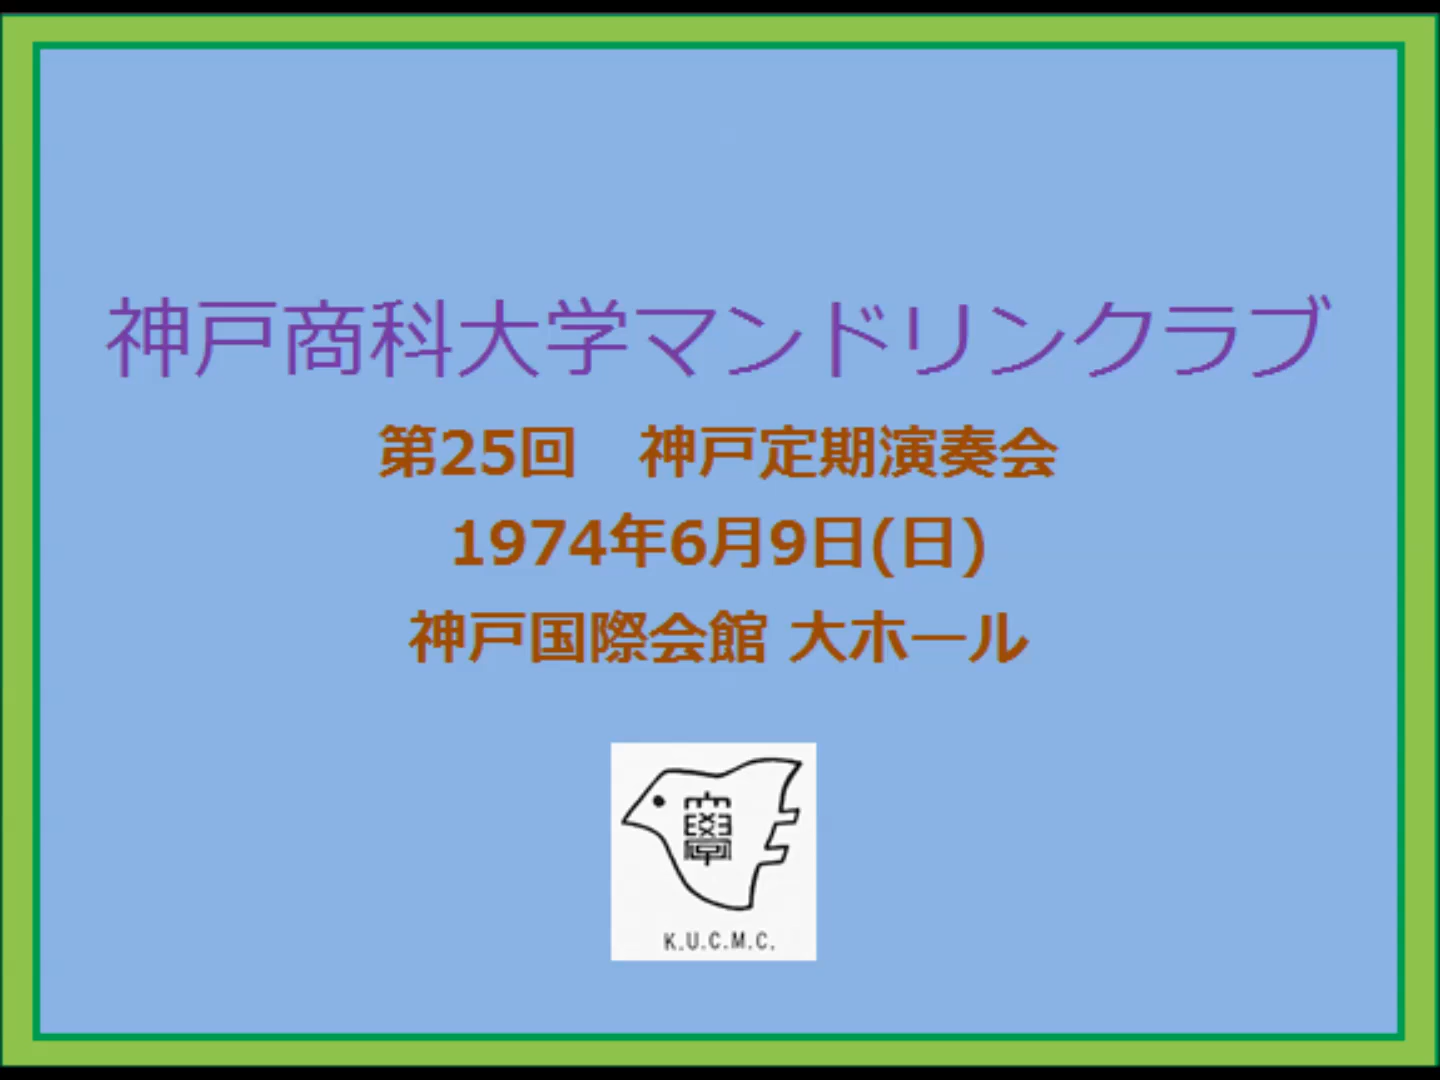 神戸商科大学マンドリンクラブ
第25回　神戸定期演奏会
1974年6月9日(日)
神戸国際会館 大ホール
K.U.C.M.C.